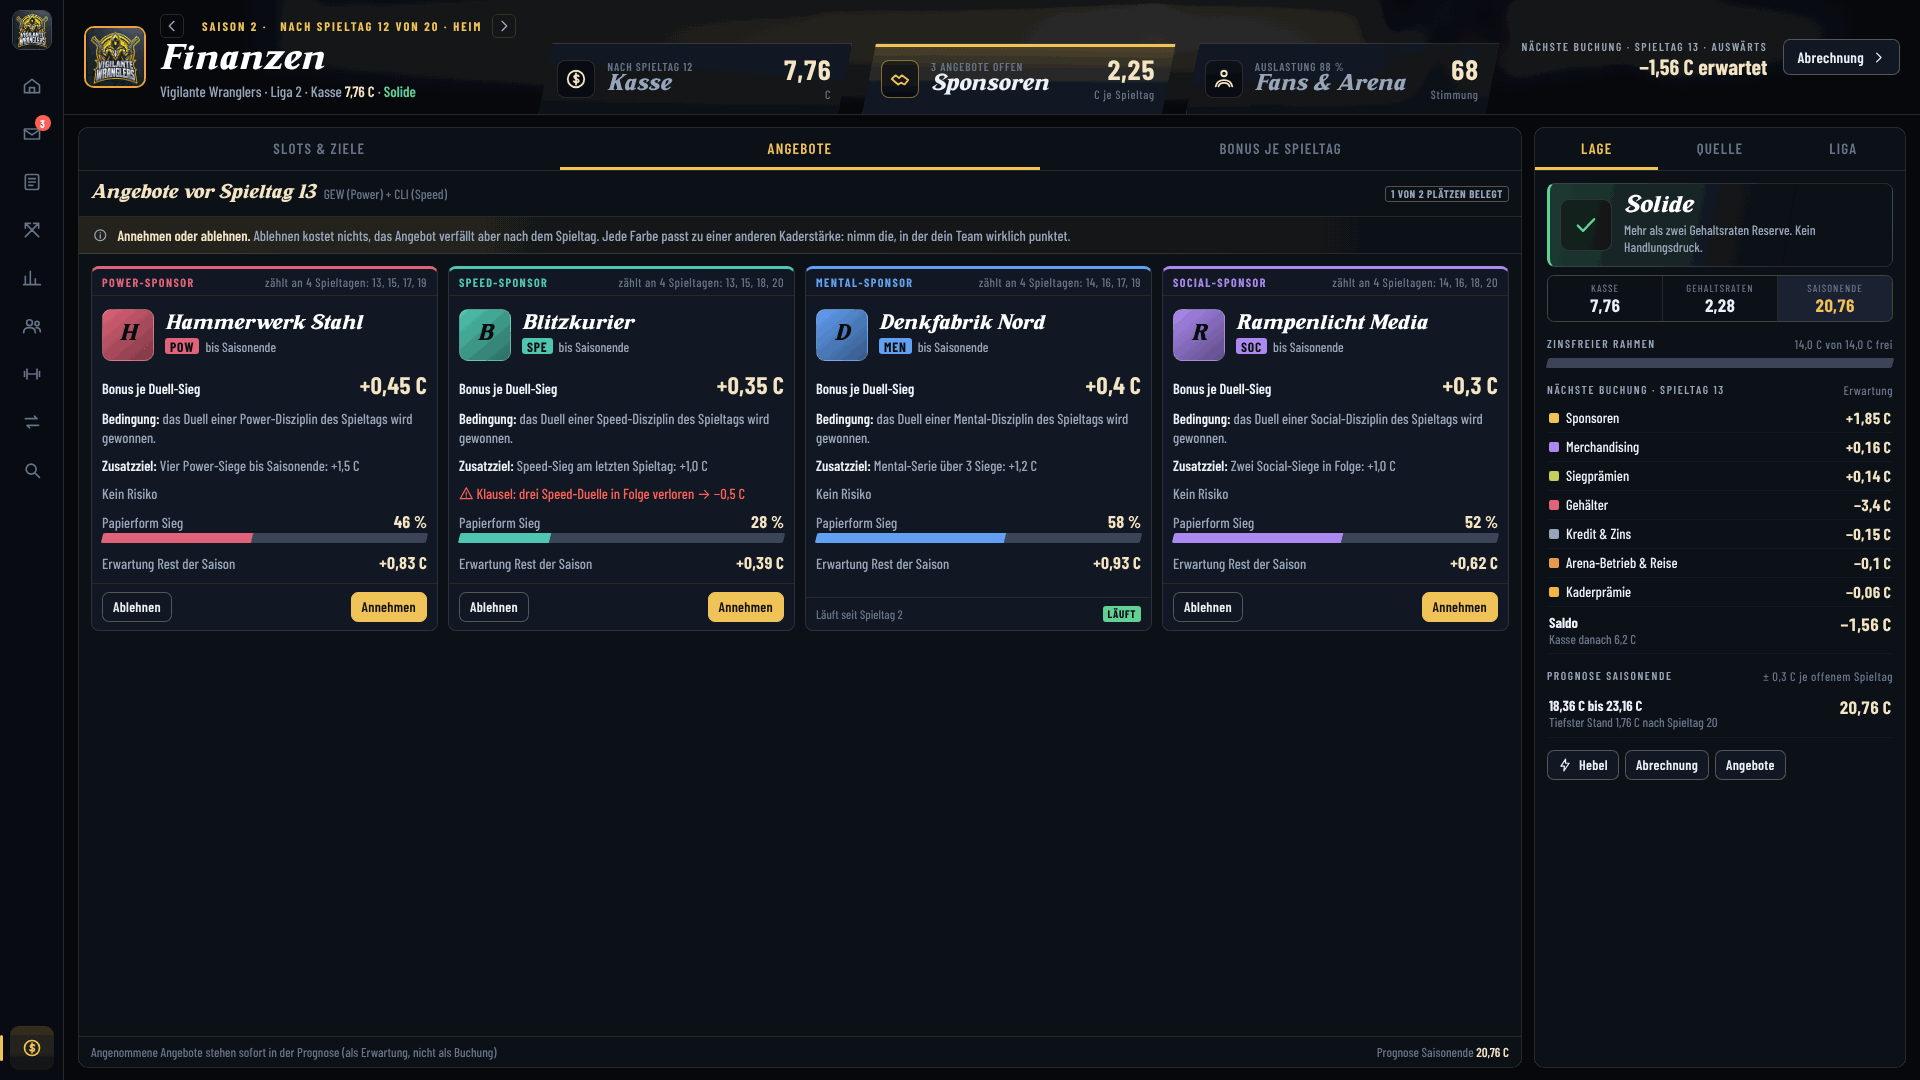 SAISON 2 · NACH SPIELTAG 12 VON 20 · HEIM
Finanzen
Vigilante Wranglers · Liga 2 · Kasse 7,76 C · Solide
VIGILANTE WRANGLERS
3
NACH SPIELTAG 12
Kasse
7,76
C
3 ANGEBOTE OFFEN
Sponsoren
2,25
C je Spieltag
AUSLASTUNG 88 %
Fans & Arena
68
Stimmung
NÄCHSTE BUCHUNG · SPIELTAG 13 · AUSWÄRTS
−1,56 C erwartet
Abrechnung
SLOTS & ZIELE
ANGEBOTE
BONUS JE SPIELTAG
Angebote vor Spieltag 13 GEW (Power) + CLI (Speed)
1 VON 2 PLÄTZEN BELEGT
Annehmen oder ablehnen. Ablehnen kostet nichts, das Angebot verfällt aber nach dem Spieltag. Jede Farbe passt zu einer anderen Kaderstärke: nimm die, in der dein Team wirklich punktet.
POWER-SPONSOR zählt an 4 Spieltagen: 13, 15, 17, 19
H
Hammerwerk Stahl
POW bis Saisonende
Bonus je Duell-Sieg +0,45 C
Bedingung: das Duell einer Power-Disziplin des Spieltags wird
gewonnen.
Zusatzziel: Vier Power-Siege bis Saisonende: +1,5 C
Kein Risiko
Papierform Sieg 46 %
Erwartung Rest der Saison +0,83 C
Ablehnen
Annehmen
SPEED-SPONSOR zählt an 4 Spieltagen: 13, 15, 18, 20
B
Blitzkurier
SPE bis Saisonende
Bonus je Duell-Sieg +0,35 C
Bedingung: das Duell einer Speed-Disziplin des Spieltags wird
gewonnen.
Zusatzziel: Speed-Sieg am letzten Spieltag: +1,0 C
Klausel: drei Speed-Duelle in Folge verloren → −0,5 C
Papierform Sieg 28 %
Erwartung Rest der Saison +0,39 C
Ablehnen
Annehmen
MENTAL-SPONSOR zählt an 4 Spieltagen: 14, 16, 17, 19
D
Denkfabrik Nord
MEN bis Saisonende
Bonus je Duell-Sieg +0,4 C
Bedingung: das Duell einer Mental-Disziplin des Spieltags wird
gewonnen.
Zusatzziel: Mental-Serie über 3 Siege: +1,2 C
Kein Risiko
Papierform Sieg 58 %
Erwartung Rest der Saison +0,93 C
Läuft seit Spieltag 2 LÄUFT
SOCIAL-SPONSOR zählt an 4 Spieltagen: 14, 16, 18, 20
R
Rampenlicht Media
SOC bis Saisonende
Bonus je Duell-Sieg +0,3 C
Bedingung: das Duell einer Social-Disziplin des Spieltags wird
gewonnen.
Zusatzziel: Zwei Social-Siege in Folge: +1,0 C
Kein Risiko
Papierform Sieg 52 %
Erwartung Rest der Saison +0,62 C
Ablehnen
Annehmen
Angenommene Angebote stehen sofort in der Prognose (als Erwartung, nicht als Buchung)
Prognose Saisonende 20,76 C
LAGE
QUELLE
LIGA
Solide
Mehr als zwei Gehaltsraten Reserve. Kein
Handlungsdruck.
KASSE
7,76
GEHALTSRATEN
2,28
SAISONENDE
20,76
ZINSFREIER RAHMEN 14,0 C von 14,0 C frei
NÄCHSTE BUCHUNG · SPIELTAG 13 Erwartung
Sponsoren +1,85 C
Merchandising +0,16 C
Siegprämien +0,14 C
Gehälter −3,4 C
Kredit & Zins −0,15 C
Arena-Betrieb & Reise −0,1 C
Kaderprämie −0,06 C
Saldo −1,56 C
Kasse danach 6,2 C
PROGNOSE SAISONENDE ± 0,3 C je offenem Spieltag
18,36 C bis 23,16 C 20,76 C
Tiefster Stand 1,76 C nach Spieltag 20
Hebel
Abrechnung
Angebote